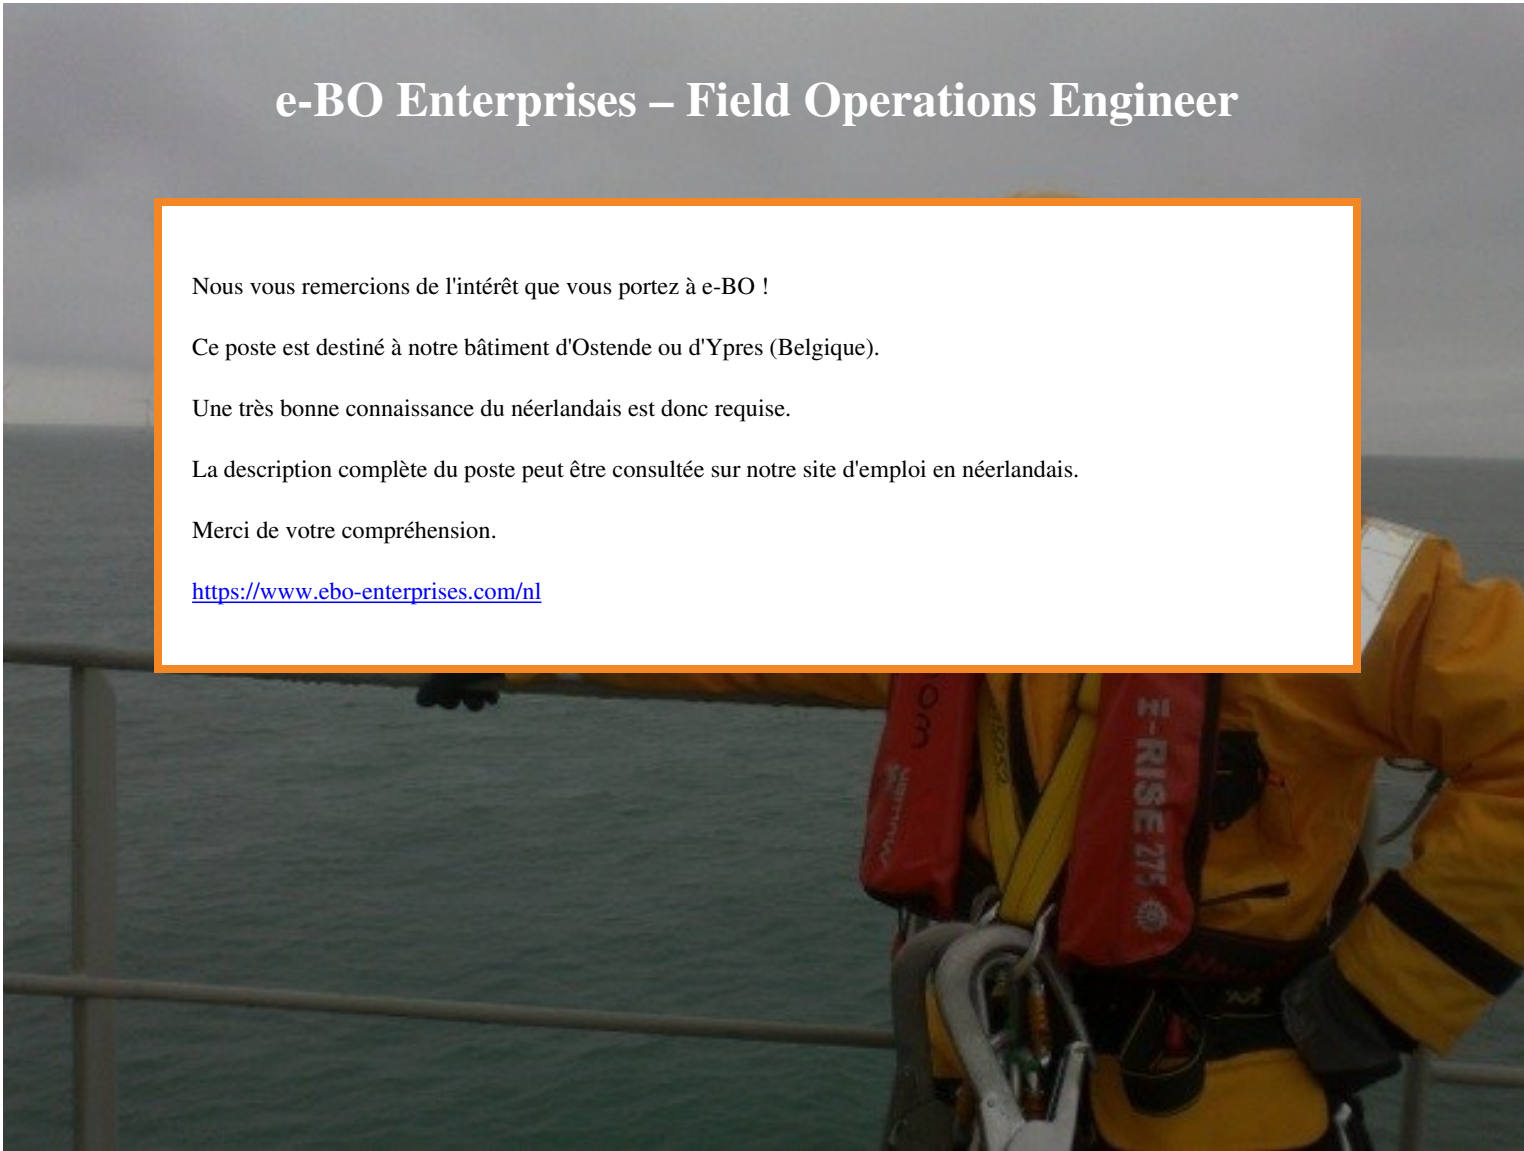 e-BO Enterprises – Field Operations Engineer
Nous vous remercions de l'intérêt que vous portez à e-BO !
Ce poste est destiné à notre bâtiment d'Ostende ou d'Ypres (Belgique).
Une très bonne connaissance du néerlandais est donc requise.
La description complète du poste peut être consultée sur notre site d'emploi en néerlandais.
Merci de votre compréhension.
https://www.ebo-enterprises.com/nl
RISE 275